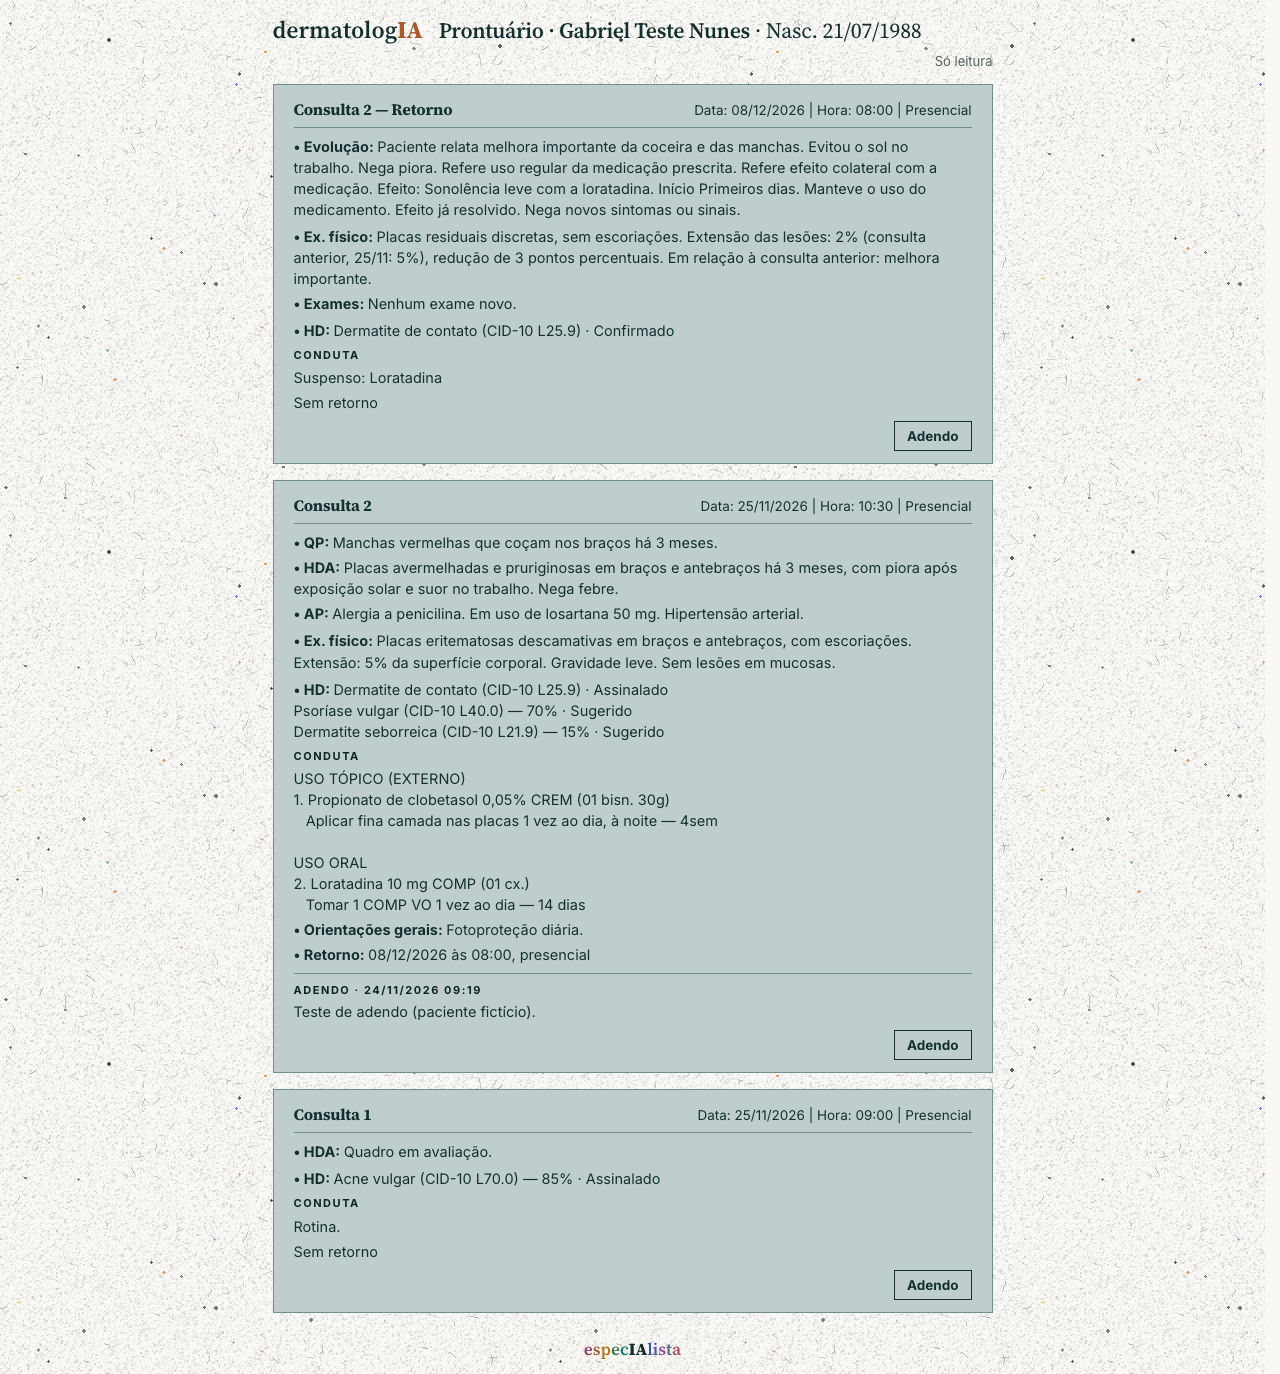 dermatologIA Prontuário · Gabriel Teste Nunes · Nasc. 21/07/1988
Só leitura
Consulta 2 — Retorno Data: 08/12/2026 | Hora: 08:00 | Presencial
• Evolução: Paciente relata melhora importante da coceira e das manchas. Evitou o sol no
trabalho. Nega piora. Refere uso regular da medicação prescrita. Refere efeito colateral com a
medicação. Efeito: Sonolência leve com a loratadina. Início Primeiros dias. Manteve o uso do
medicamento. Efeito já resolvido. Nega novos sintomas ou sinais.
• Ex. físico: Placas residuais discretas, sem escoriações. Extensão das lesões: 2% (consulta
anterior, 25/11: 5%), redução de 3 pontos percentuais. Em relação à consulta anterior: melhora
importante.
• Exames: Nenhum exame novo.
• HD: Dermatite de contato (CID-10 L25.9) · Confirmado
CONDUTA
Suspenso: Loratadina
Sem retorno
Adendo
Consulta 2 Data: 25/11/2026 | Hora: 10:30 | Presencial
• QP: Manchas vermelhas que coçam nos braços há 3 meses.
• HDA: Placas avermelhadas e pruriginosas em braços e antebraços há 3 meses, com piora após
exposição solar e suor no trabalho. Nega febre.
• AP: Alergia a penicilina. Em uso de losartana 50 mg. Hipertensão arterial.
• Ex. físico: Placas eritematosas descamativas em braços e antebraços, com escoriações.
Extensão: 5% da superfície corporal. Gravidade leve. Sem lesões em mucosas.
• HD: Dermatite de contato (CID-10 L25.9) · Assinalado
Psoríase vulgar (CID-10 L40.0) — 70% · Sugerido
Dermatite seborreica (CID-10 L21.9) — 15% · Sugerido
CONDUTA
USO TÓPICO (EXTERNO)
1. Propionato de clobetasol 0,05% CREM (01 bisn. 30g)
Aplicar fina camada nas placas 1 vez ao dia, à noite — 4sem
USO ORAL
2. Loratadina 10 mg COMP (01 cx.)
Tomar 1 COMP VO 1 vez ao dia — 14 dias
• Orientações gerais: Fotoproteção diária.
• Retorno: 08/12/2026 às 08:00, presencial
ADENDO · 24/11/2026 09:19
Teste de adendo (paciente fictício).
Adendo
Consulta 1 Data: 25/11/2026 | Hora: 09:00 | Presencial
• HDA: Quadro em avaliação.
• HD: Acne vulgar (CID-10 L70.0) — 85% · Assinalado
CONDUTA
Rotina.
Sem retorno
Adendo
especIAlista